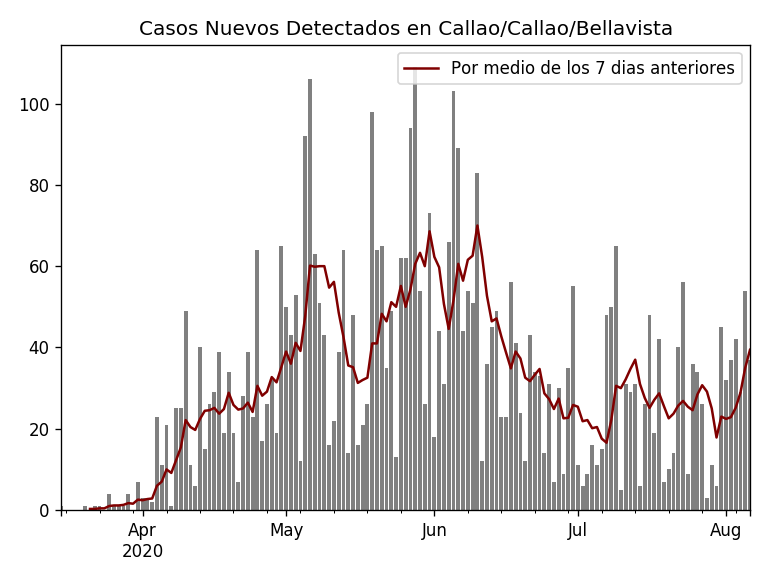 Casos Nuevos Detectados en Callao/Callao/Bellavista
Por medio de los 7 dias anteriores
100
80
60
40
20
0
Apr
2020
May
Jun
Jul
Aug